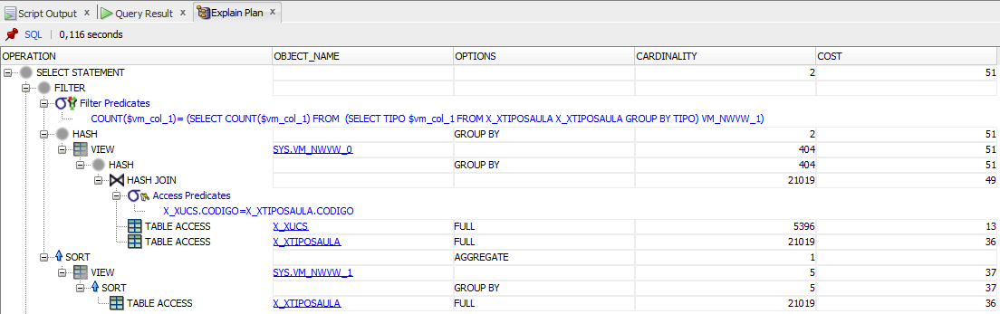 Script Output x Query Result x Explain Plan x
SQL | 0,116 seconds
OPERATION OBJECT_NAME OPTIONS CARDINALITY COST
SELECT STATEMENT 2 51
FILTER
Filter Predicates
COUNT($vm_col_1)= (SELECT COUNT($vm_col_1) FROM (SELECT TIPO $vm_col_1 FROM X_XTIPOSAULA X_XTIPOSAULA GROUP BY TIPO) VM_NWVW_1)
HASH GROUP BY 2 51
VIEW SYS.VM_NWVW_0 404 51
HASH GROUP BY 404 51
HASH JOIN 21019 49
Access Predicates
X_XUCS.CODIGO=X_XTIPOSAULA.CODIGO
TABLE ACCESS X_XUCS FULL 5396 13
TABLE ACCESS X_XTIPOSAULA FULL 21019 36
SORT AGGREGATE 1
VIEW SYS.VM_NWVW_1 5 37
SORT GROUP BY 5 37
TABLE ACCESS X_XTIPOSAULA FULL 21019 36